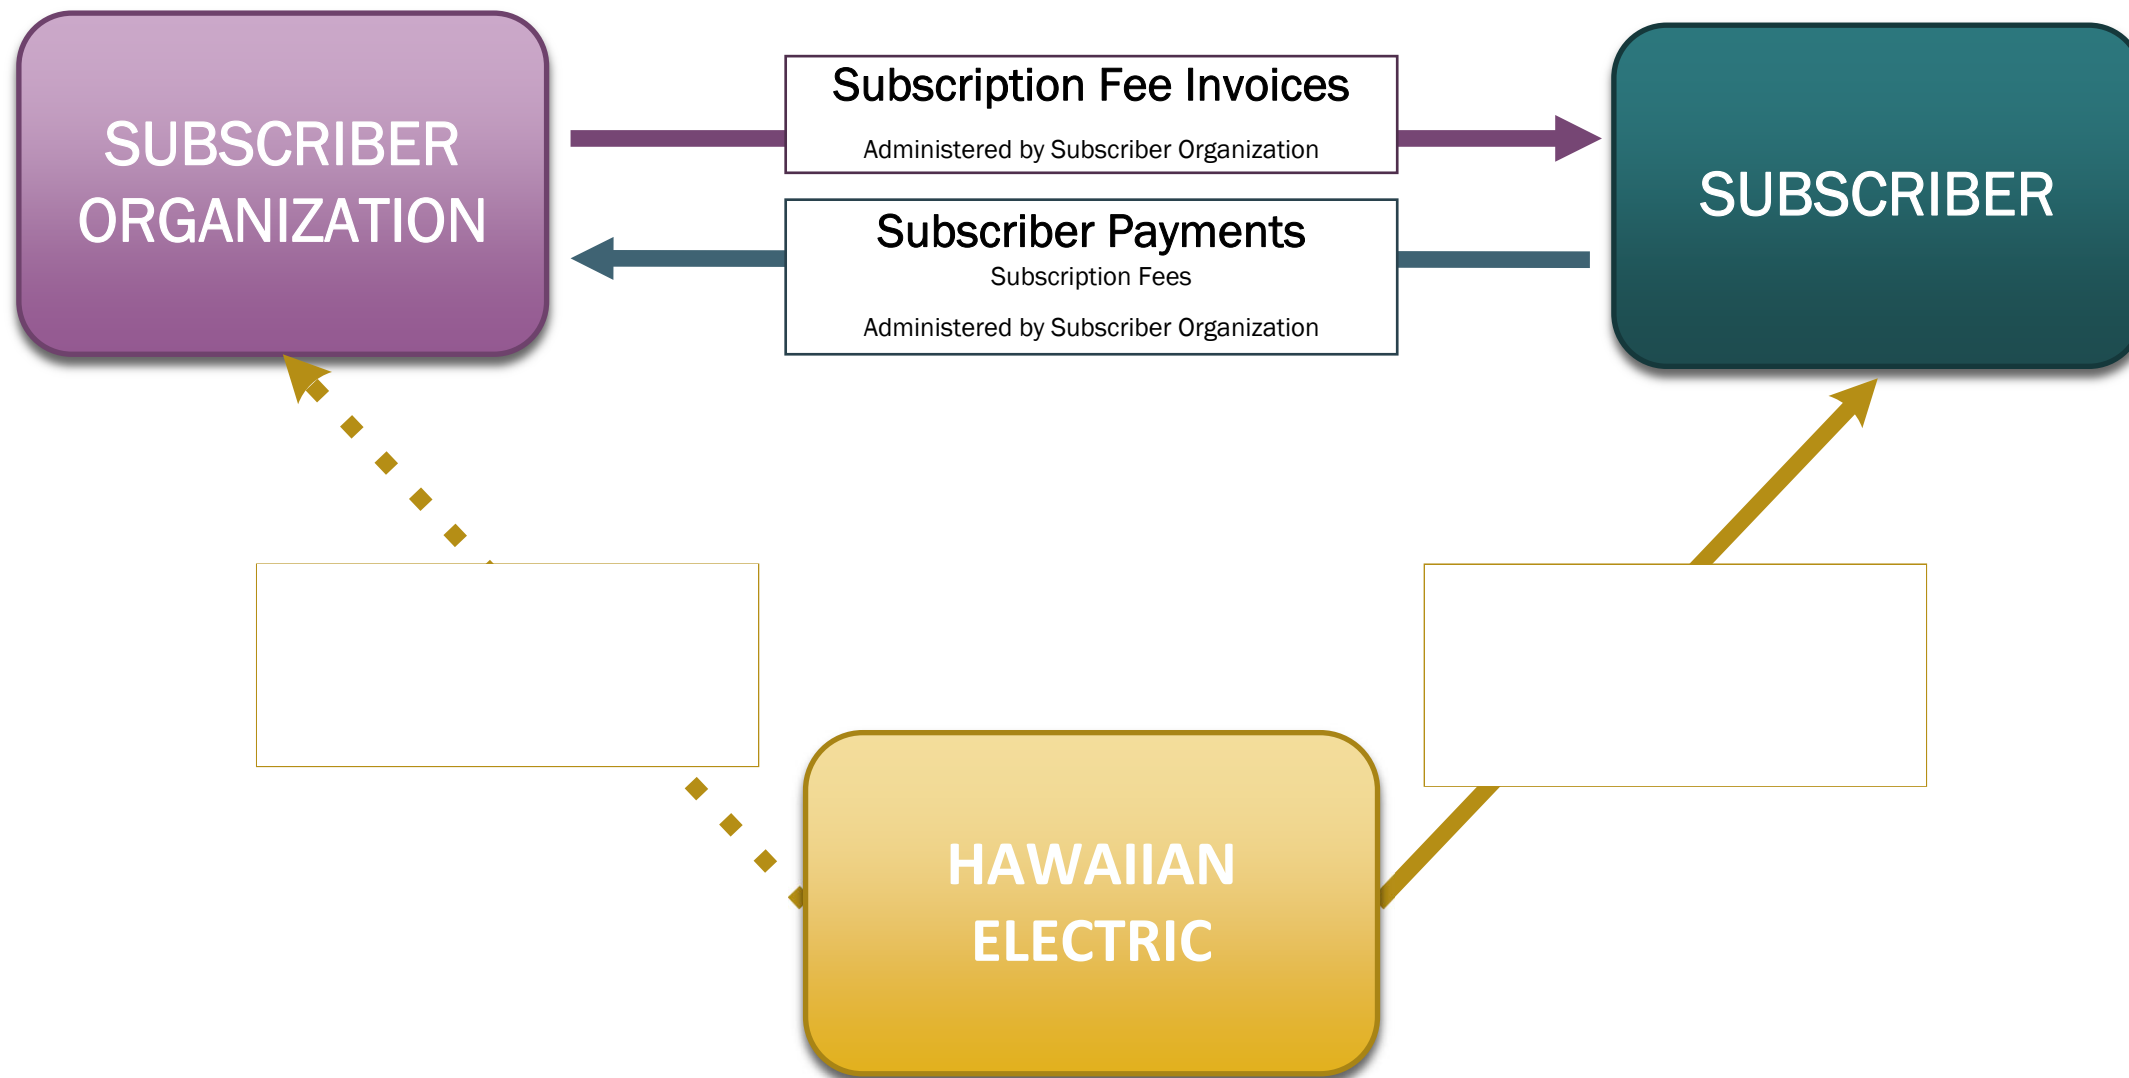 SUBSCRIBER
ORGANIZATION
Subscription Fee Invoices
Administered by Subscriber Organization
Subscriber Payments
Subscription Fees
Administered by Subscriber Organization
SUBSCRIBER
HAWAIIAN
ELECTRIC